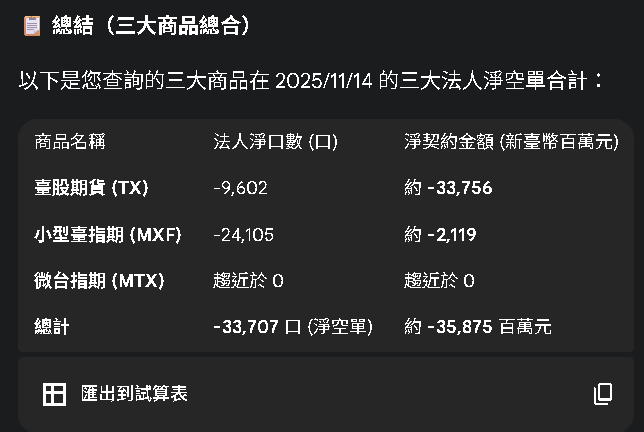 📋 總結（三大商品總合）
以下是您查詢的三大商品在 2025/11/14 的三大法人淨空單合計：
商品名稱 法人淨口數 (口) 淨契約金額 (新臺幣百萬元)
臺股期貨 (TX) -9,602 約 -33,756
小型臺指期 (MXF) -24,105 約 -2,119
微台指期 (MTX) 趨近於 0 趨近於 0
總計 -33,707 口 (淨空單) 約 -35,875 百萬元
匯出到試算表